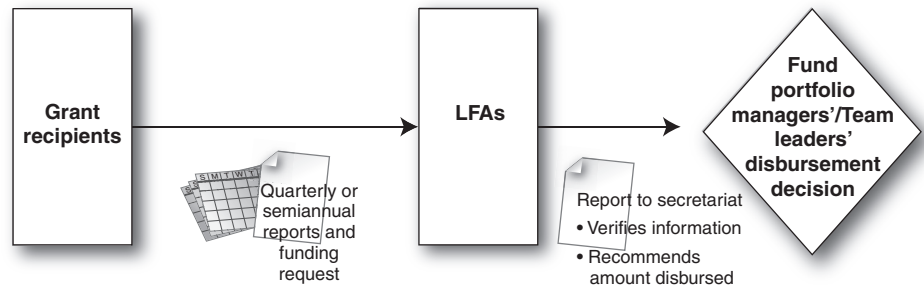 Grant
recipients
S M T W T
Quarterly or
semiannual
reports and
funding
request
LFAs
Report to secretariat
• Verifies information
• Recommends
amount disbursed
Fund
portfolio
managers'/Team
leaders'
disbursement
decision